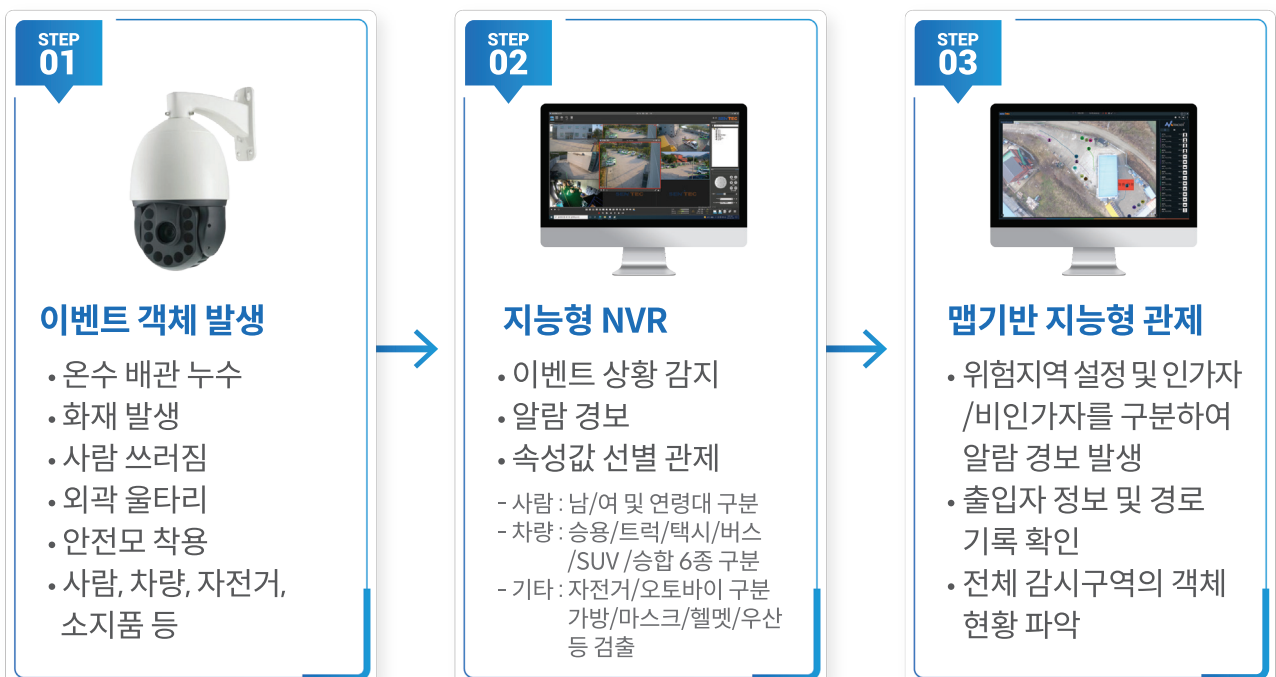 STEP
01
이벤트 객체 발생
• 온수 배관 누수
• 화재 발생
• 사람 쓰러짐
• 외곽 울타리
• 안전모 착용
• 사람, 차량, 자전거,
소지품 등
STEP
02
지능형 NVR
• 이벤트 상황 감지
• 알람 경보
• 속성값 선별 관제
- 사람 : 남/여 및 연령대 구분
- 차량 : 승용/트럭/택시/버스
/SUV /승합 6종 구분
- 기타 : 자전거/오토바이 구분
가방/마스크/헬멧/우산
등 검출
STEP
03
맵기반 지능형 관제
• 위험지역 설정 및 인가자
/비인가자를 구분하여
알람 경보 발생
• 출입자 정보 및 경로
기록 확인
• 전체 감시구역의 객체
현황 파악